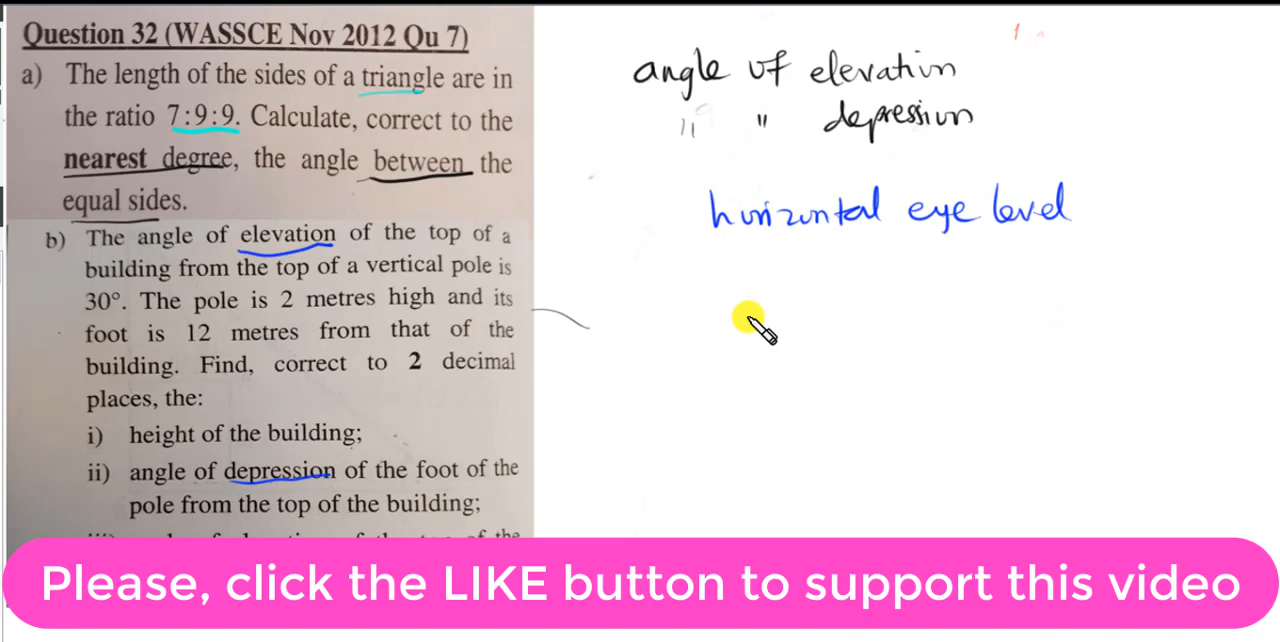 Question 32 (WASSCE Nov 2012 Qu 7)
a) The length of the sides of a triangle are in
the ratio 7:9:9. Calculate, correct to the
nearest degree, the angle between the
equal sides.
b) The angle of elevation of the top of a
building from the top of a vertical pole is
30°. The pole is 2 metres high and its
foot is 12 metres from that of the
building. Find, correct to 2 decimal
places, the:
i) height of the building;
ii) angle of depression of the foot of the
pole from the top of the building;
of the
angle of elevation
" " depression
horizontal eye level
Please, click the LIKE button to support this video